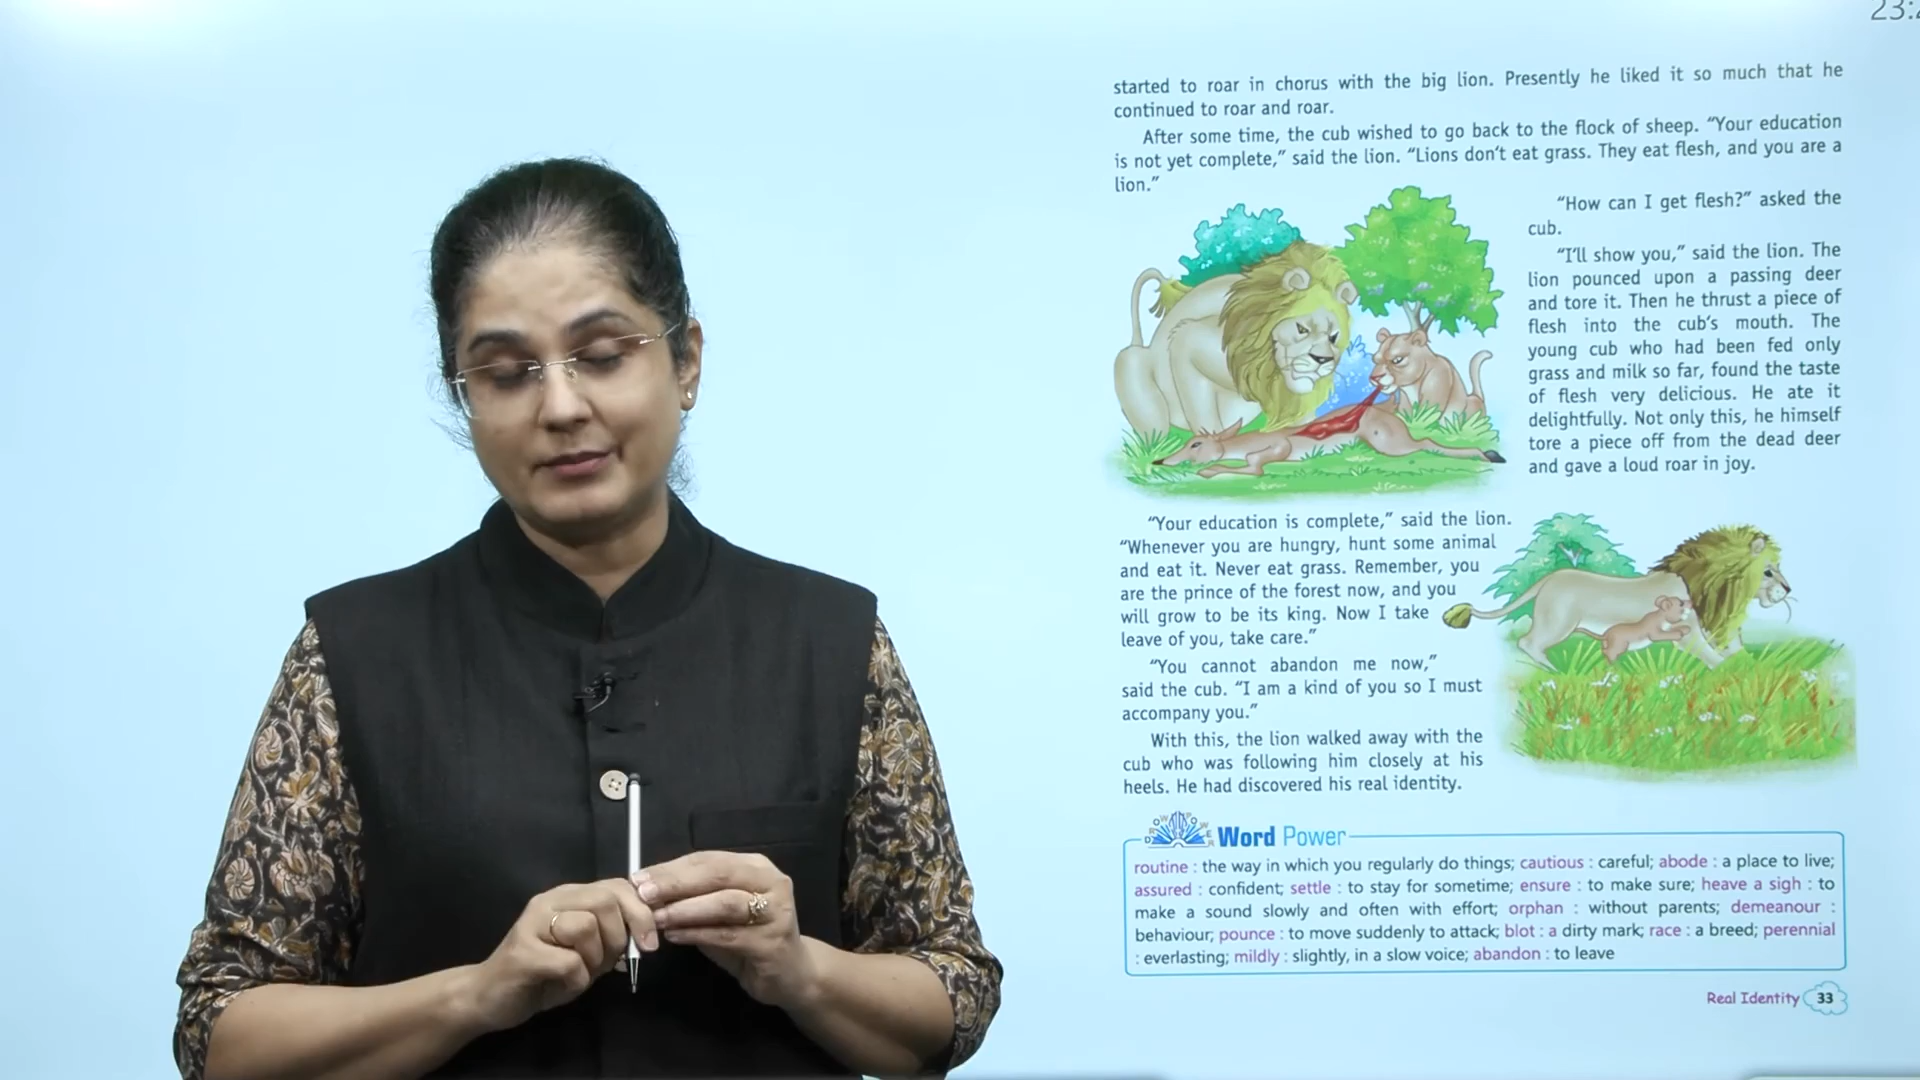 23:
started to roar in chorus with the big lion. Presently he liked it so much that he
continued to roar and roar.
After some time, the cub wished to go back to the flock of sheep. “Your education
is not yet complete,” said the lion. “Lions don’t eat grass. They eat flesh, and you are a
lion.”
“How can I get flesh?” asked the
cub.
“I’ll show you,” said the lion. The
lion pounced upon a passing deer
and tore it. Then he thrust a piece of
flesh into the cub’s mouth. The
young cub who had been fed only
grass and milk so far, found the taste
of flesh very delicious. He ate it
delightfully. Not only this, he himself
tore a piece off from the dead deer
and gave a loud roar in joy.
“Your education is complete,” said the lion.
“Whenever you are hungry, hunt some animal
and eat it. Never eat grass. Remember, you
are the prince of the forest now, and you
will grow to be its king. Now I take
leave of you, take care.”
“You cannot abandon me now,”
said the cub. “I am a kind of you so I must
accompany you.”
With this, the lion walked away with the
cub who was following him closely at his
heels. He had discovered his real identity.
WORD POWER
Word Power
routine : the way in which you regularly do things; cautious : careful; abode : a place to live;
assured : confident; settle : to stay for sometime; ensure : to make sure; heave a sigh : to
make a sound slowly and often with effort; orphan : without parents; demeanour :
behaviour; pounce : to move suddenly to attack; blot : a dirty mark; race : a breed; perennial
: everlasting; mildly : slightly, in a slow voice; abandon : to leave
Real Identity 33